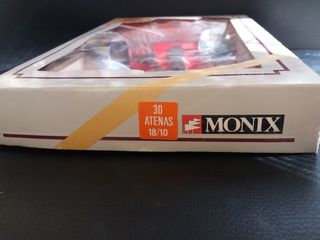 30
ATENAS
18/10
MONIX